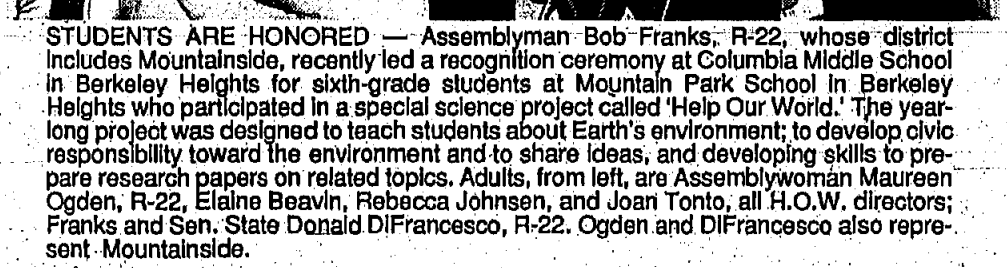 STUDENTS ARE HONORED — Assemblyman Bob Franks, R-22, whose district
includes Mountainside, recently led a recognition ceremony at Columbia Middle School
in Berkeley Heights for sixth-grade students at Mountain Park School in Berkeley
Heights who participated in a special science project called 'Help Our World.' The year-
long project was designed to teach students about Earth's environment; to develop civic
responsibility toward the environment and to share ideas, and developing skills to pre-
pare research papers on related topics. Adults, from left, are Assemblywoman Maureen
Ogden, R-22, Elaine Beavin, Rebecca Johnsen, and Joan Tonto, all H.O.W. directors;
Franks and Sen. State Donald DiFrancesco, R-22. Ogden and DiFrancesco also repre-
sent Mountainside.